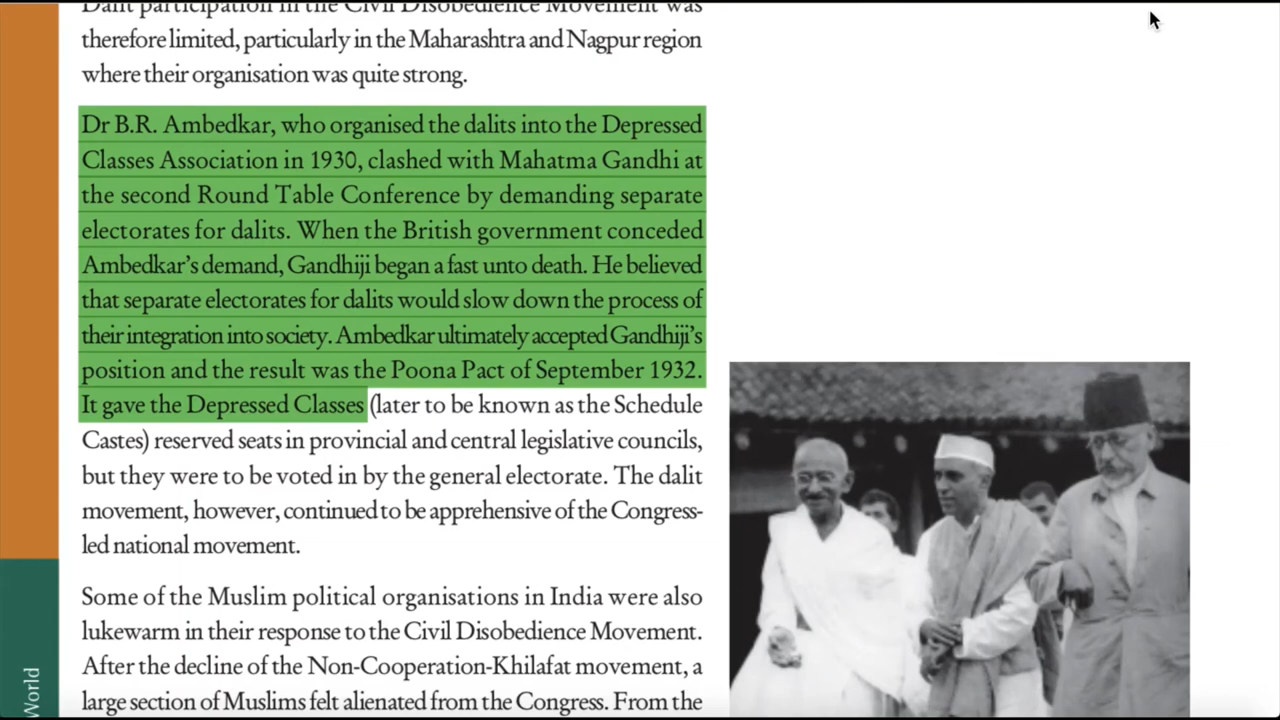 Dalit participation in the Civil Disobedience Movement was
therefore limited, particularly in the Maharashtra and Nagpur region
where their organisation was quite strong.
Dr B.R. Ambedkar, who organised the dalits into the Depressed
Classes Association in 1930, clashed with Mahatma Gandhi at
the second Round Table Conference by demanding separate
electorates for dalits. When the British government conceded
Ambedkar's demand, Gandhiji began a fast unto death. He believed
that separate electorates for dalits would slow down the process of
their integration into society. Ambedkar ultimately accepted Gandhiji's
position and the result was the Poona Pact of September 1932.
It gave the Depressed Classes (later to be known as the Schedule
Castes) reserved seats in provincial and central legislative councils,
but they were to be voted in by the general electorate. The dalit
movement, however, continued to be apprehensive of the Congress-
led national movement.
Some of the Muslim political organisations in India were also
lukewarm in their response to the Civil Disobedience Movement.
After the decline of the Non-Cooperation-Khilafat movement, a
large section of Muslims felt alienated from the Congress. From the
World